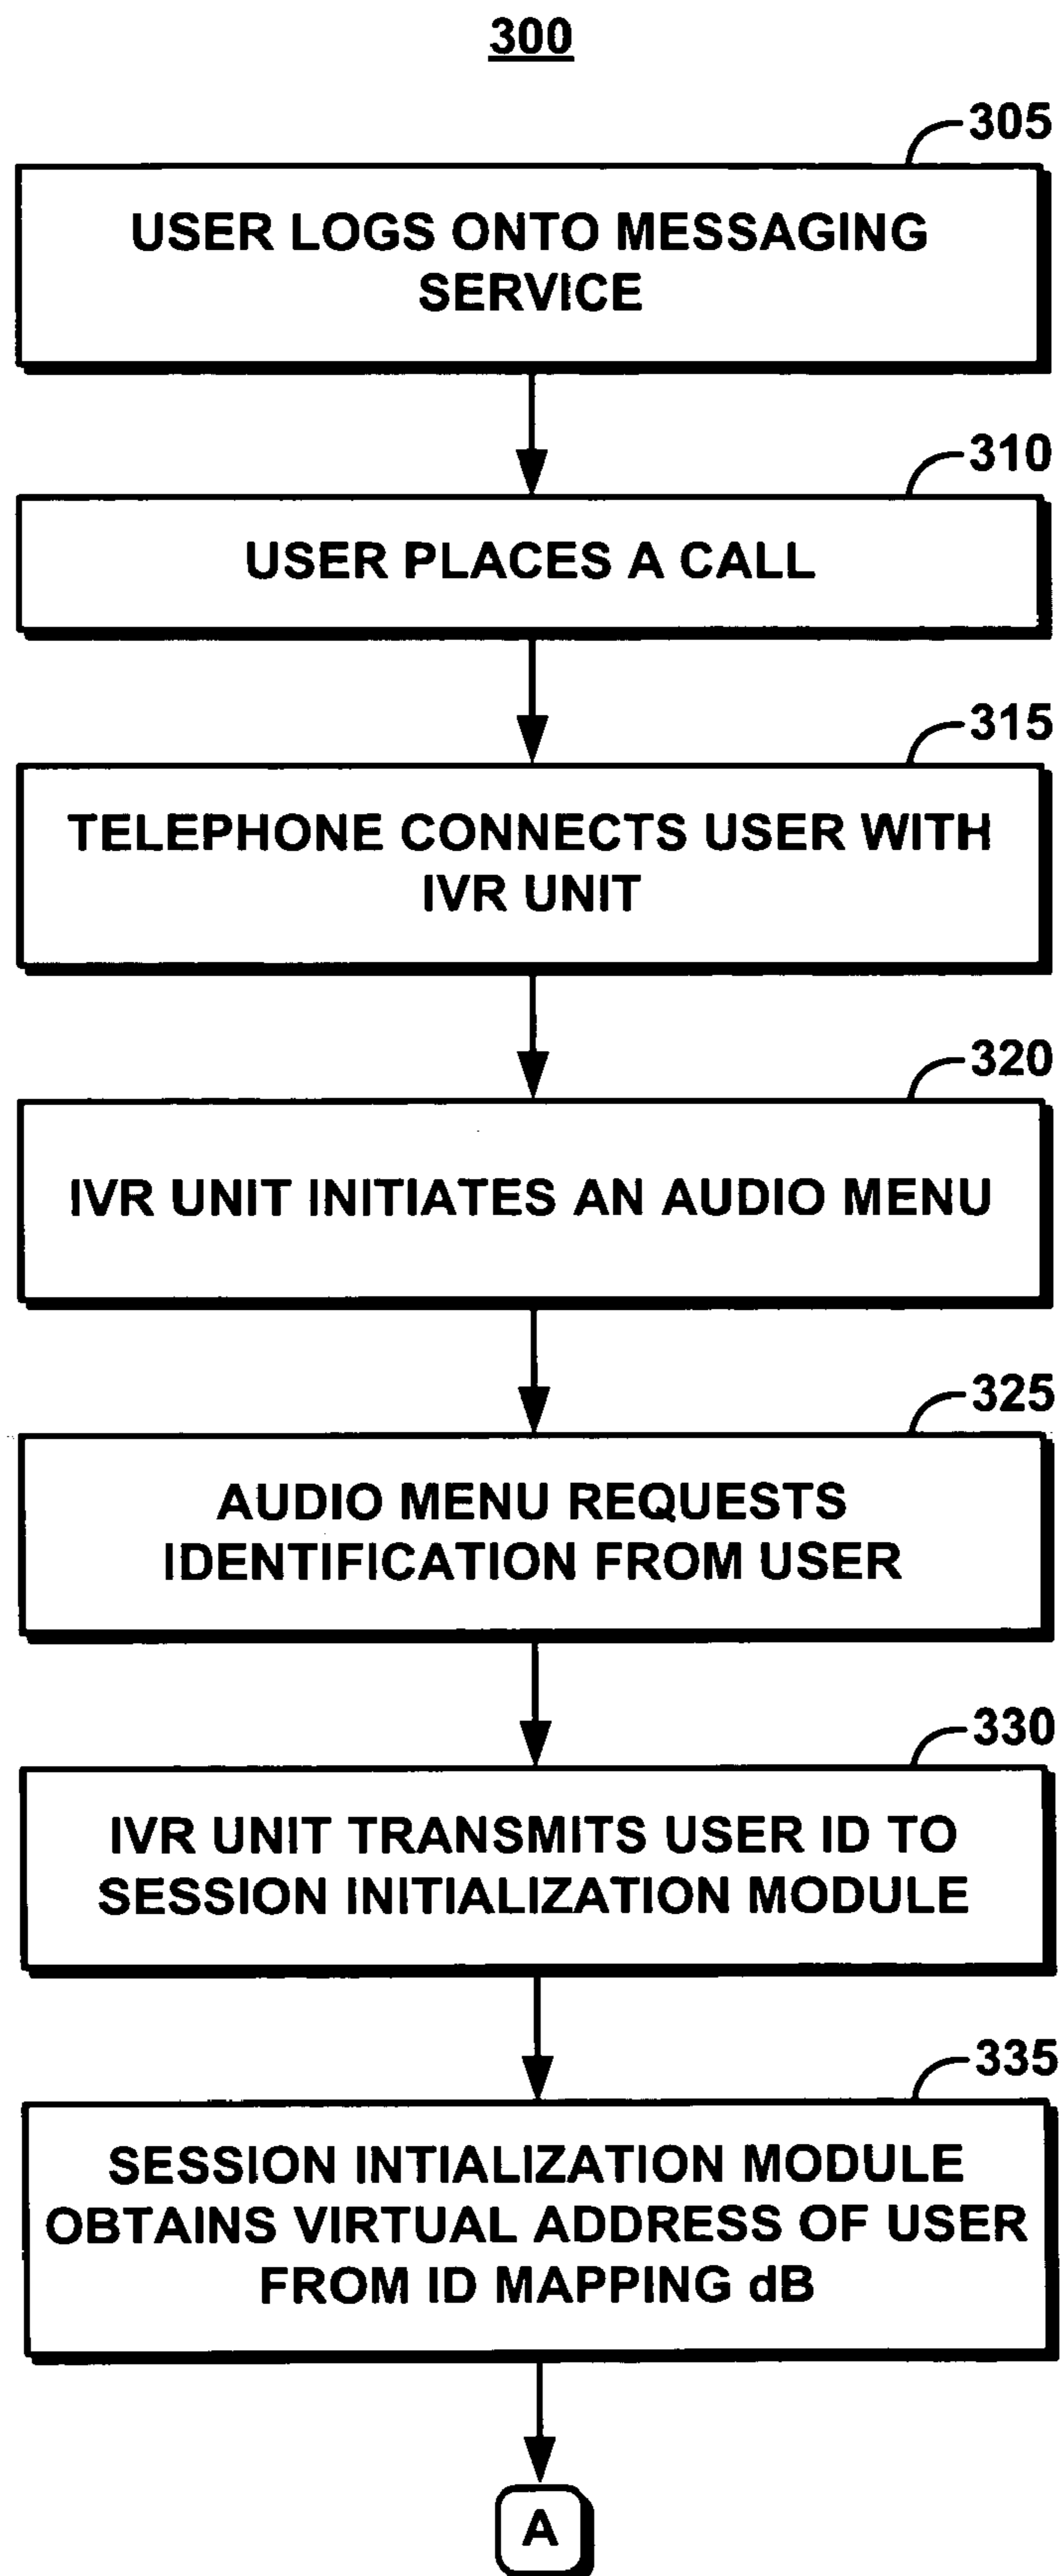 300
305
USER LOGS ONTO MESSAGING
SERVICE
310
USER PLACES A CALL
315
TELEPHONE CONNECTS USER WITH
IVR UNIT
320
IVR UNIT INITIATES AN AUDIO MENU
325
AUDIO MENU REQUESTS
IDENTIFICATION FROM USER
330
IVR UNIT TRANSMITS USER ID TO
SESSION INITIALIZATION MODULE
335
SESSION INTIALIZATION MODULE
OBTAINS VIRTUAL ADDRESS OF USER
FROM ID MAPPING dB
A